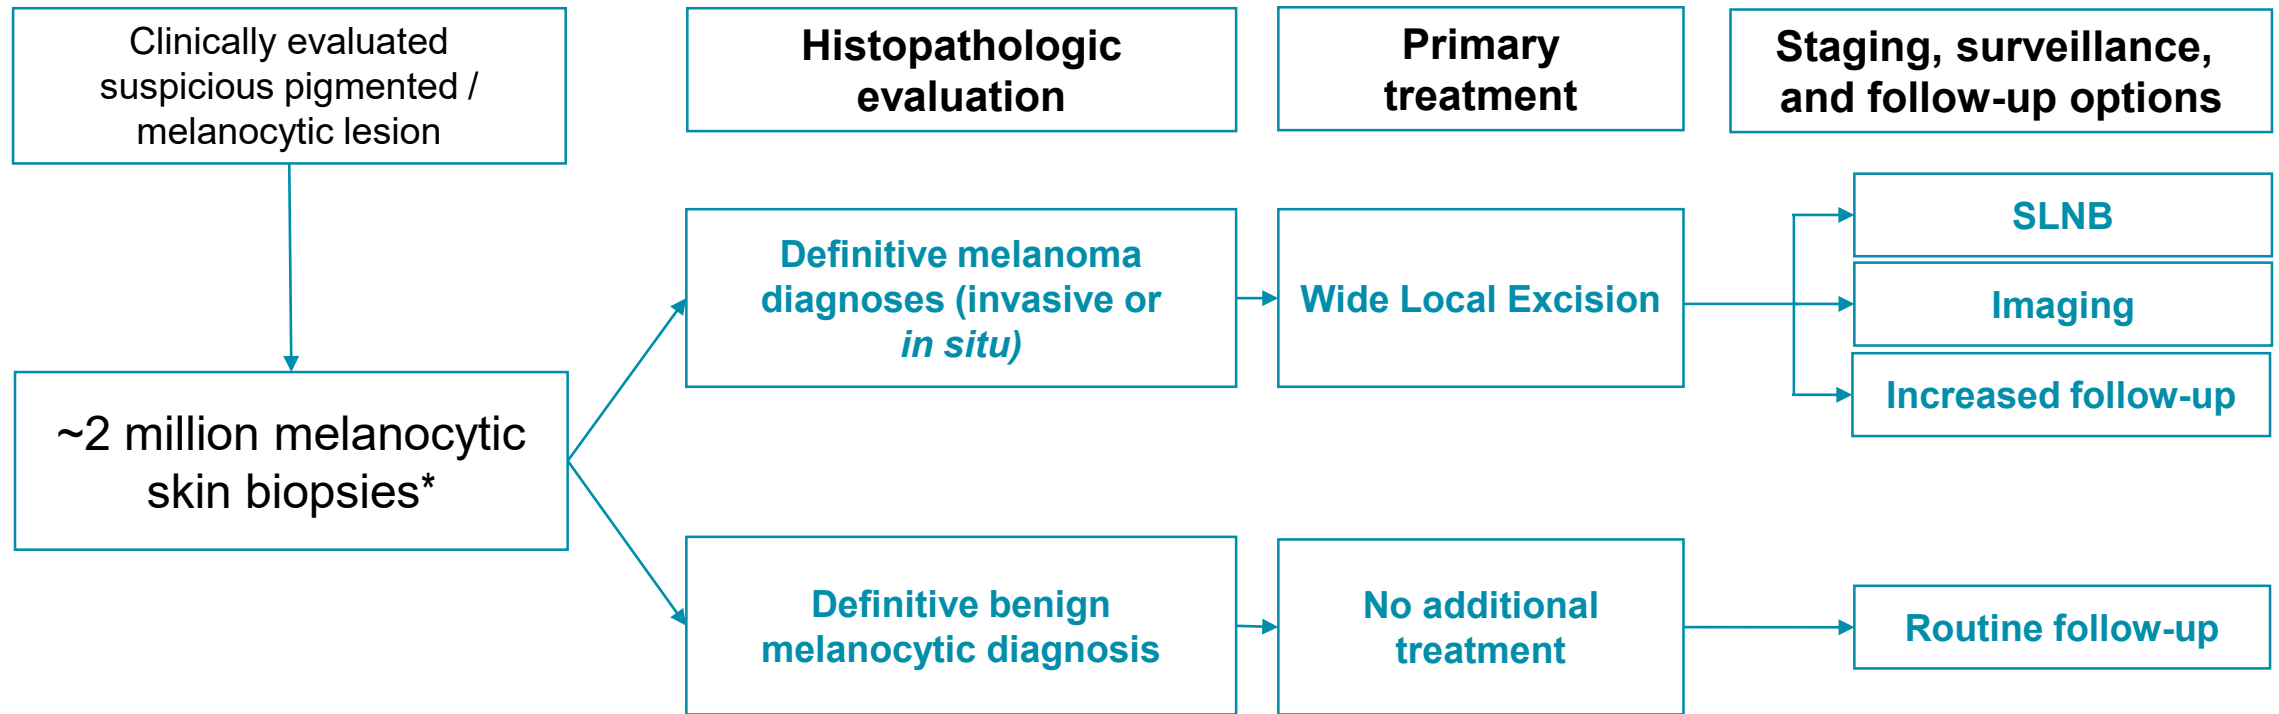 Clinically evaluated
suspicious pigmented /
melanocytic lesion
~2 million melanocytic
skin biopsies*
Histopathologic
evaluation
Primary
treatment
Staging, surveillance,
and follow-up options
Definitive melanoma
diagnoses (invasive or
in situ)
Wide Local Excision
SLNB
Imaging
Increased follow-up
Definitive benign
melanocytic diagnosis
No additional
treatment
Routine follow-up